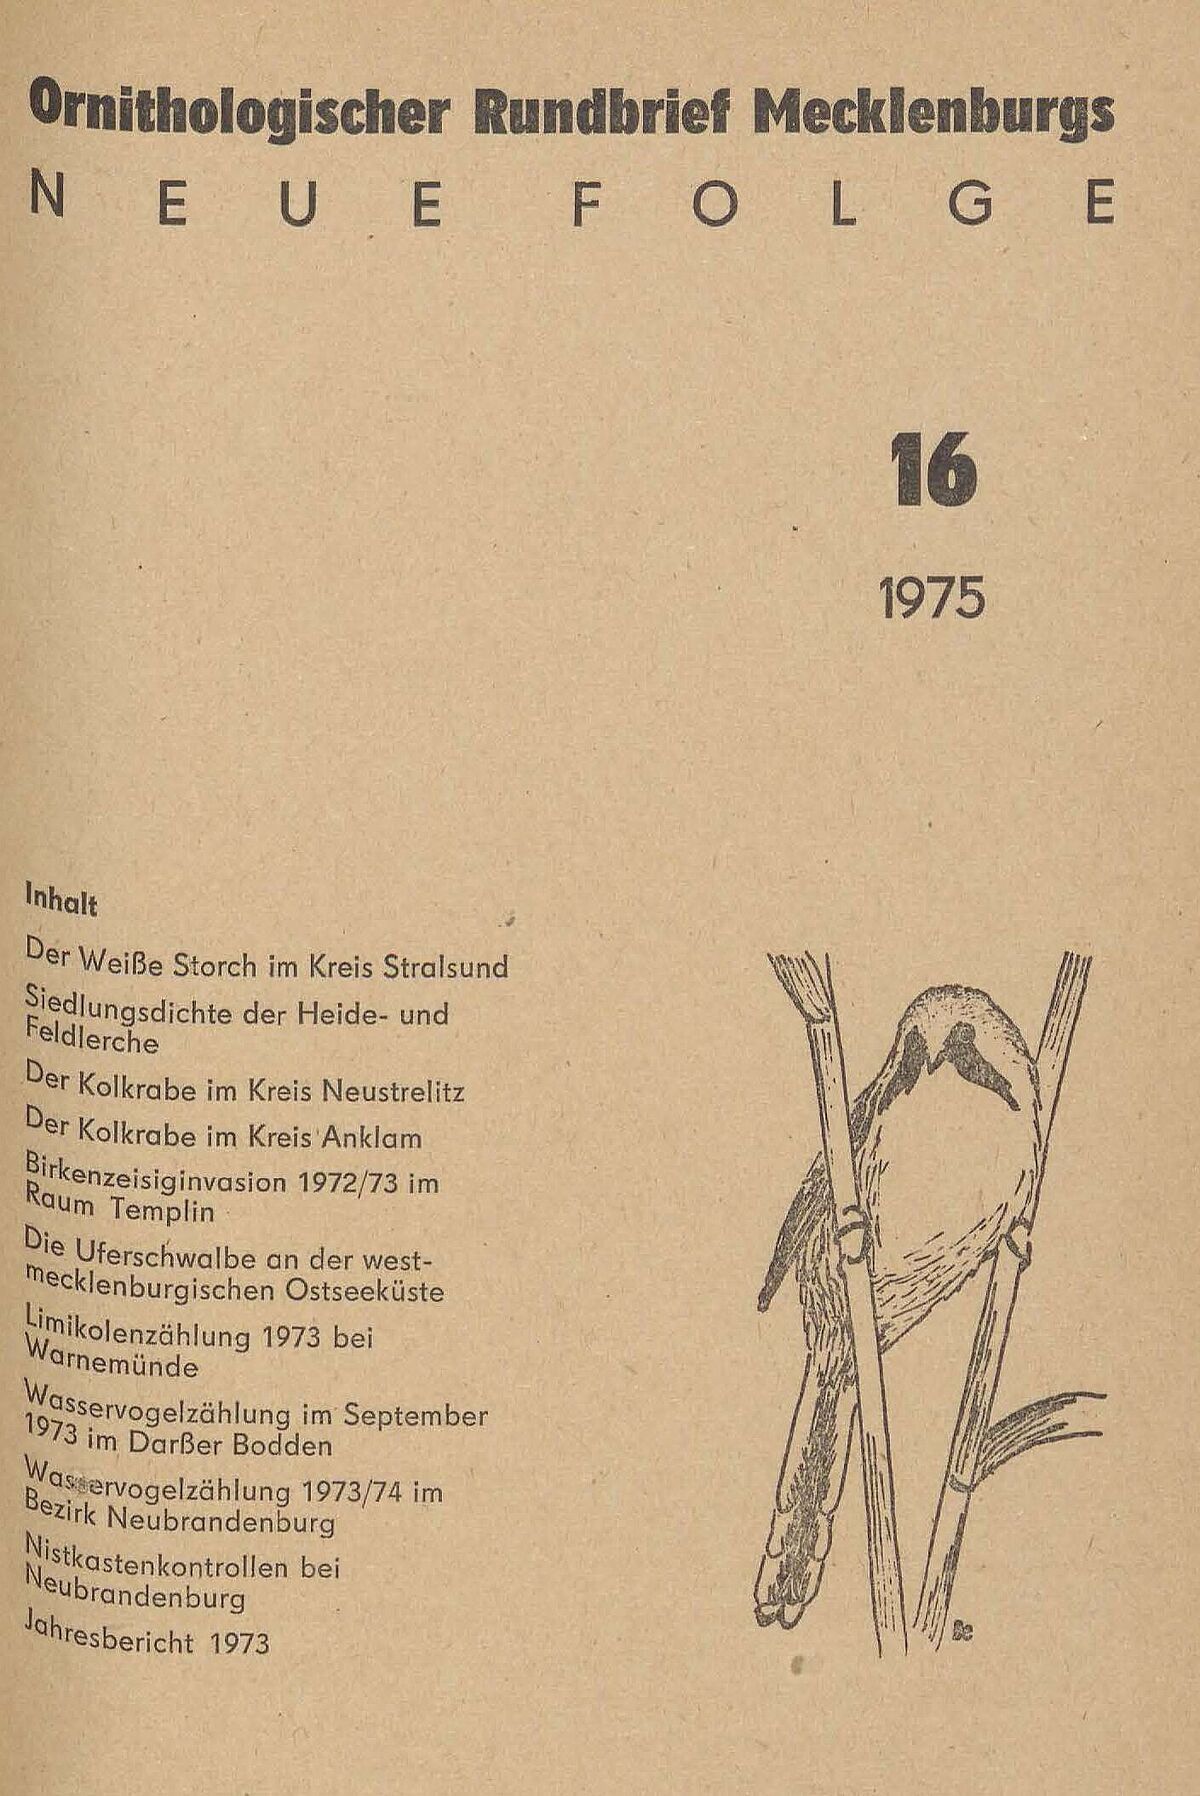 Ornithologischer Rundbrief Mecklenburgs
NEUE FOLGE
16
1975
Inhalt
Der Weiße Storch im Kreis Stralsund
Siedlungsdichte der Heide- und
Feldlerche
Der Kolkrabe im Kreis Neustrelitz
Der Kolkrabe im Kreis Anklam
Birkenzeisiginvasion 1972/73 im
Raum Templin
Die Uferschwalbe an der west-
mecklenburgischen Ostseeküste
Limikolenzählung 1973 bei
Warnemünde
Wasservogelzählung im September
1973 im Darßer Bodden
Wasservogelzählung 1973/74 im
Bezirk Neubrandenburg
Nistkastenkontrollen bei
Neubrandenburg
Jahresbericht 1973